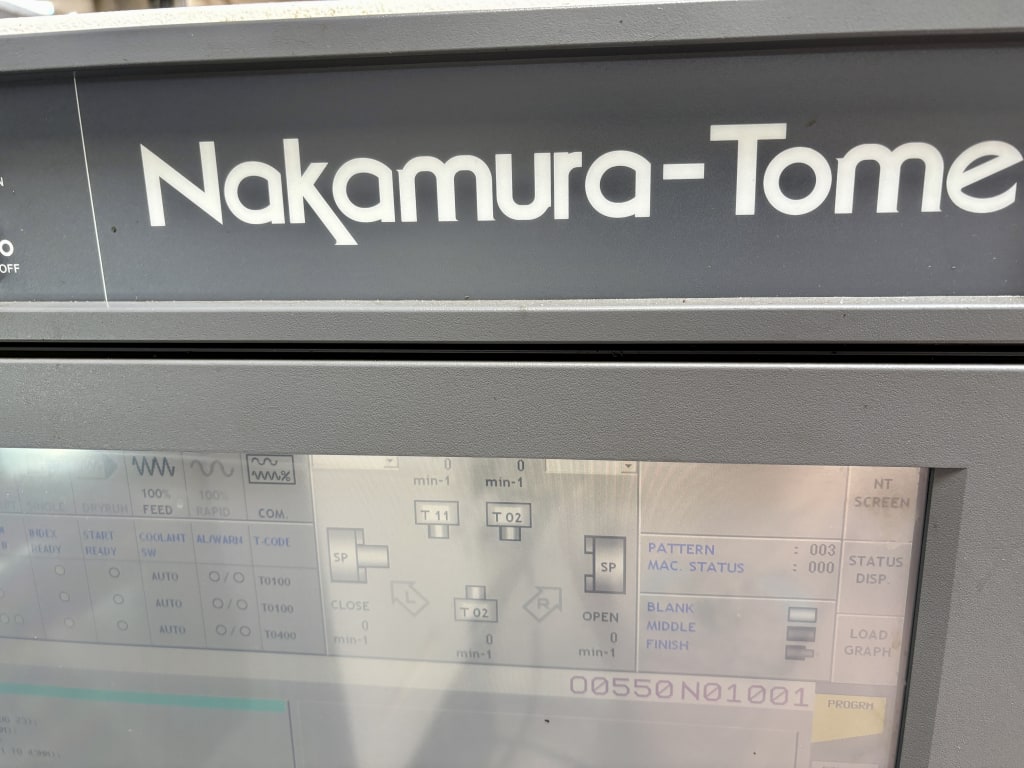 Nakamura-Tome
N
O
OFF
SINGLE DRYRUN 100% FEED 100% RAPID COM.
0 min-1 0 min-1
NT SCREEN
INDEX READY START READY COOLANT SW AL/WARN T-CODE
T 11 T 02
SP SP
PATTERN : 003
MAC. STATUS : 000
STATUS DISP.
AUTO O/O T0100
AUTO O/O T0100
AUTO O/O T0400
L R
T 02
CLOSE OPEN
0 min-1 0 min-1 0 min-1
BLANK
MIDDLE
FINISH
LOAD GRAPH
O0550 N01001
PROGRM